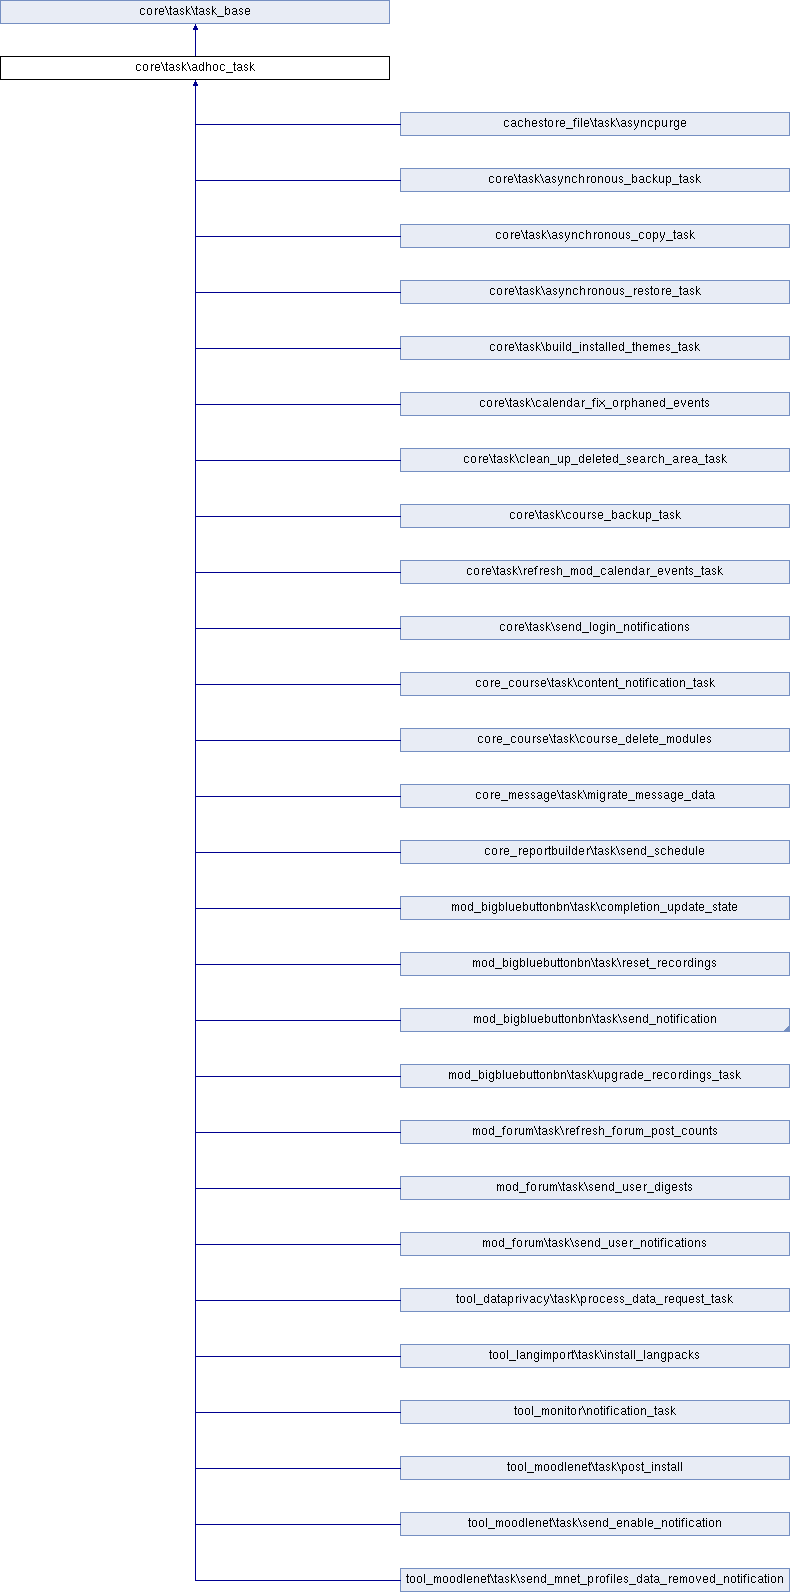 core\task\task_base
core\task\adhoc_task
cachestore_file\task\asyncpurge
core\task\asynchronous_backup_task
core\task\asynchronous_copy_task
core\task\asynchronous_restore_task
core\task\build_installed_themes_task
core\task\calendar_fix_orphaned_events
core\task\clean_up_deleted_search_area_task
core\task\course_backup_task
core\task\refresh_mod_calendar_events_task
core\task\send_login_notifications
core_course\task\content_notification_task
core_course\task\course_delete_modules
core_message\task\migrate_message_data
core_reportbuilder\task\send_schedule
mod_bigbluebuttonbn\task\completion_update_state
mod_bigbluebuttonbn\task\reset_recordings
mod_bigbluebuttonbn\task\send_notification
mod_bigbluebuttonbn\task\upgrade_recordings_task
mod_forum\task\refresh_forum_post_counts
mod_forum\task\send_user_digests
mod_forum\task\send_user_notifications
tool_dataprivacy\task\process_data_request_task
tool_langimport\task\install_langpacks
tool_monitor\notification_task
tool_moodlenet\task\post_install
tool_moodlenet\task\send_enable_notification
tool_moodlenet\task\send_mnet_profiles_data_removed_notification